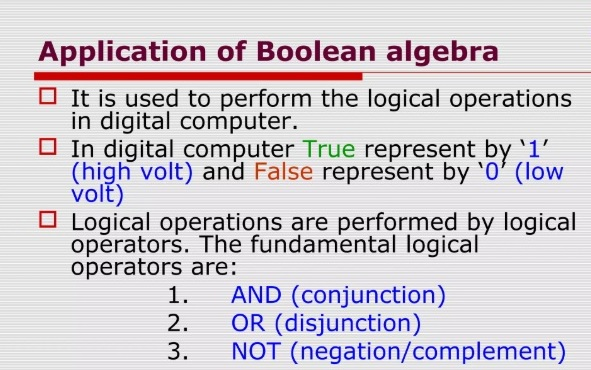 Application of Boolean algebra
It is used to perform the logical operations
in digital computer.
In digital computer True represent by ‘1’
(high volt) and False represent by ‘0’ (low
volt)
Logical operations are performed by logical
operators. The fundamental logical
operators are:
1. AND (conjunction)
2. OR (disjunction)
3. NOT (negation/complement)